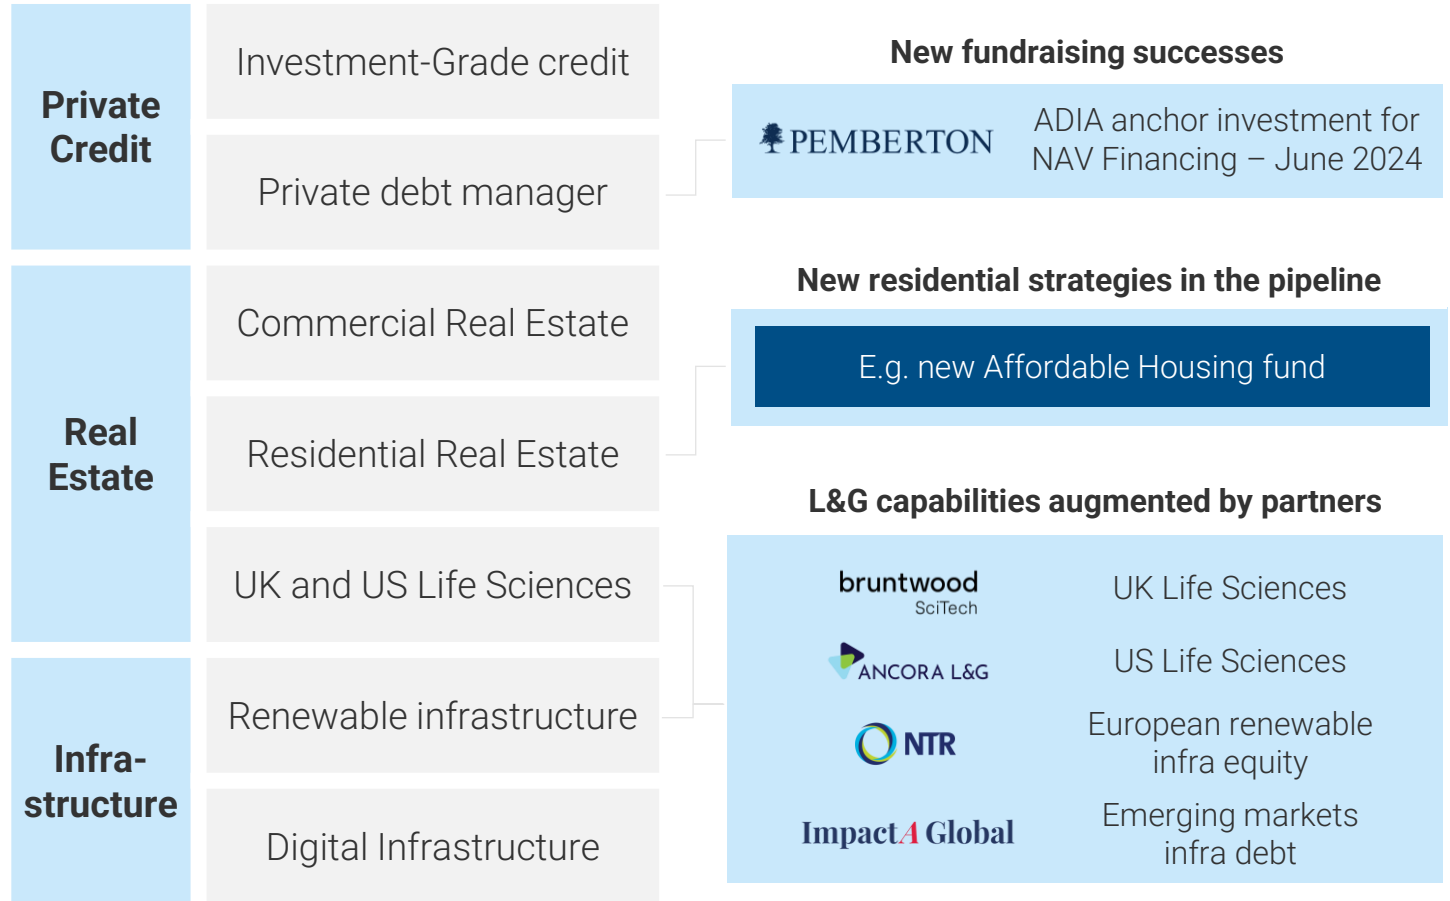 Private
Credit
Investment-Grade credit
Private debt manager
Real
Estate
Commercial Real Estate
Residential Real Estate
UK and US Life Sciences
Infra-
structure
Renewable infrastructure
Digital Infrastructure
New fundraising successes
PEMBERTON
ADIA anchor investment for
NAV Financing – June 2024
New residential strategies in the pipeline
E.g. new Affordable Housing fund
L&G capabilities augmented by partners
bruntwood
SciTech
UK Life Sciences
ANCORA L&G
US Life Sciences
NTR
European renewable
infra equity
ImpactA Global
Emerging markets
infra debt